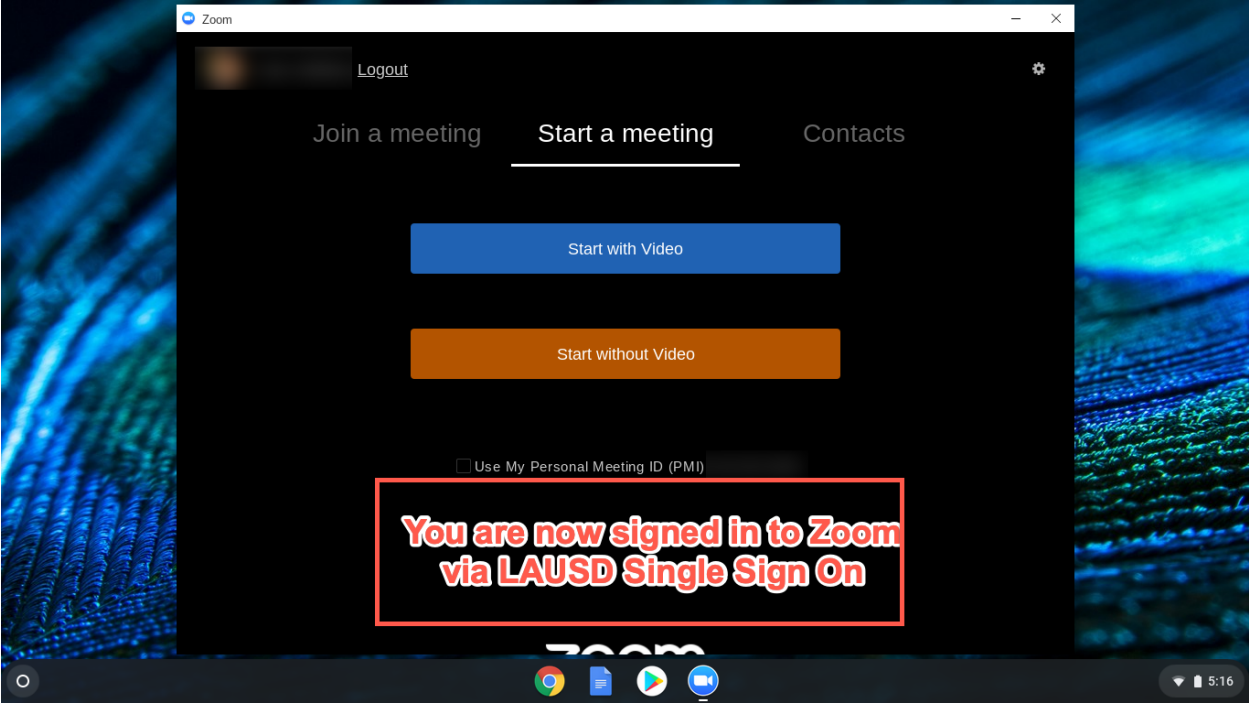 Zoom
Logout
Join a meeting Start a meeting Contacts
Start with Video
Start without Video
Use My Personal Meeting ID (PMI)
You are now signed in to Zoom
via LAUSD Single Sign On
zoom
5:16